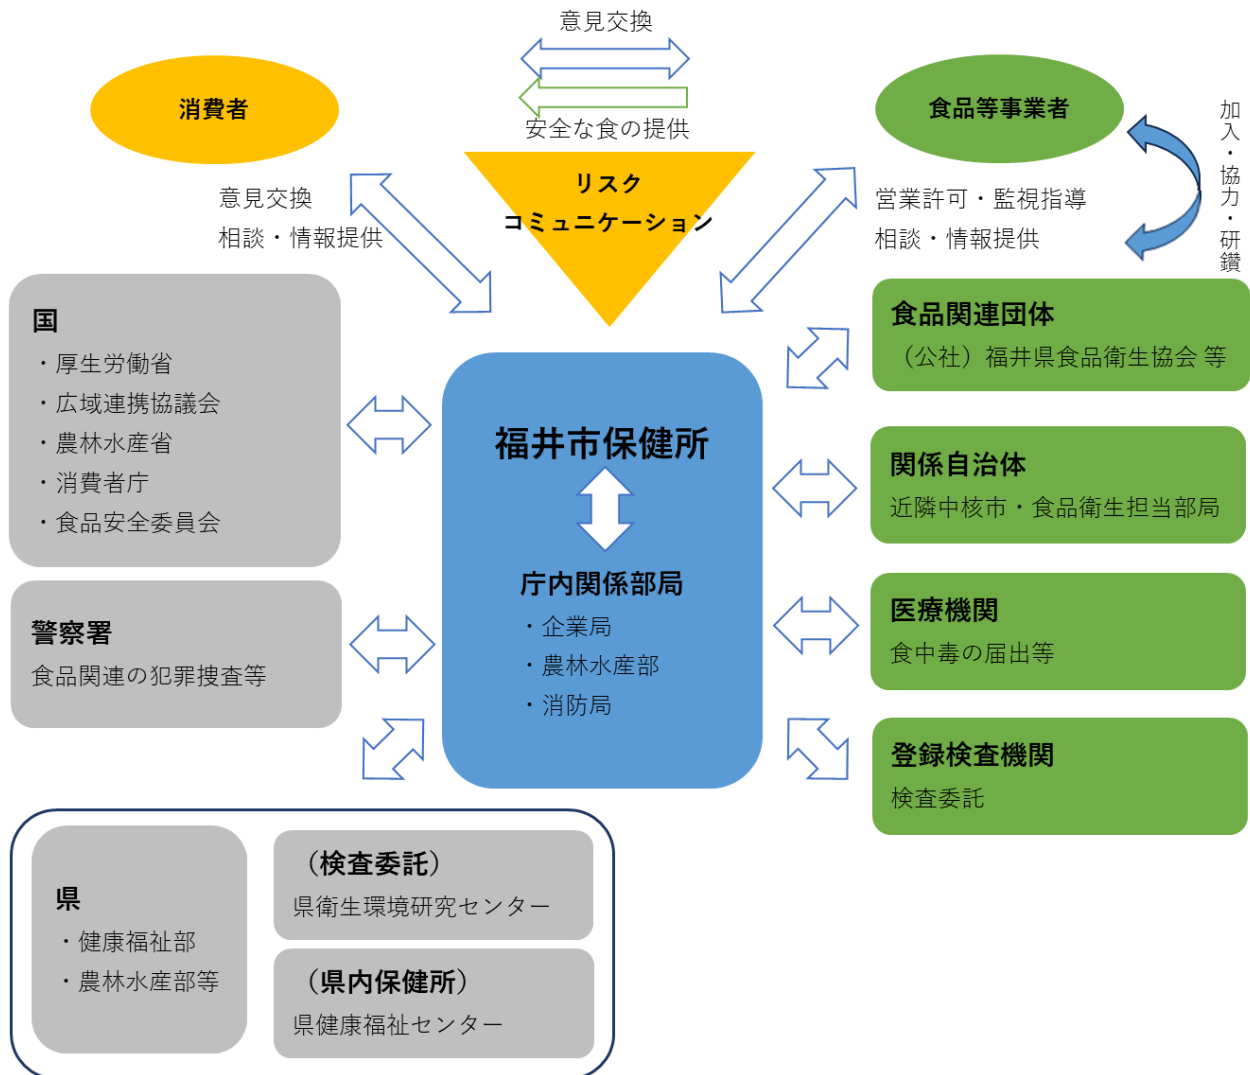 意見交換
安全な食の提供
消費者
食品等事業者
加入・協力・研鑽
リスク
コミュニケーション
意見交換
相談・情報提供
営業許可・監視指導
相談・情報提供
国
・厚生労働省
・広域連携協議会
・農林水産省
・消費者庁
・食品安全委員会
警察署
食品関連の犯罪捜査等
福井市保健所
庁内関係部局
・企業局
・農林水産部
・消防局
食品関連団体
（公社）福井県食品衛生協会 等
関係自治体
近隣中核市・食品衛生担当部局
医療機関
食中毒の届出等
登録検査機関
検査委託
県
・健康福祉部
・農林水産部等
（検査委託）
県衛生環境研究センター
（県内保健所）
県健康福祉センター